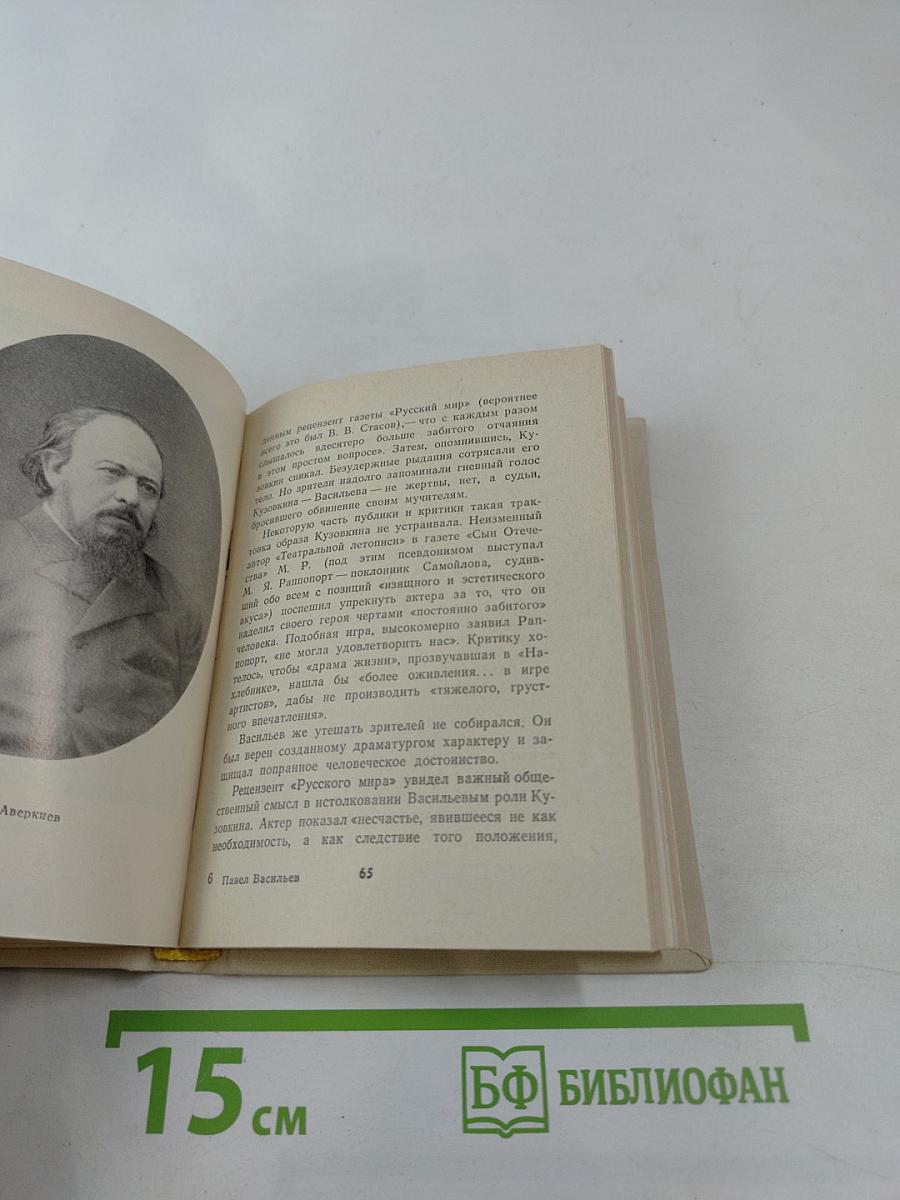 Аверкиев
денным рецензент газеты «Русский мир» (вероятнее
всего это был В. В. Стасов),— что с каждым разом
слышалось вдесятеро больше забитого отчаяния
в этом простом вопросе». Затем, опомнившись, Ку-
зовкин сникал. Безудержные рыдания сотрясали его
тело. Но зрители надолго запоминали гневный голос
Кузовкина — Васильева — не жертвы, нет, а судьи,
бросившего обвинение своим мучителям.
Некоторую часть публики и критики такая трак-
товка образа Кузовкина не устраивала. Неизменный
автор «Театральной летописи» в газете «Сын Отече-
ства» М. Р. (под этим псевдонимом выступал
М. Я. Раппопорт — поклонник Самойлова, судив-
ший обо всем с позиций «изящного и эстетического
вкуса») поспешил упрекнуть актера за то, что он
наделил своего героя чертами «постоянно забитого»
человека. Подобная игра, высокомерно заявил Рап-
попорт, «не могла удовлетворить нас». Критику хо-
телось, чтобы «драма жизни», прозвучавшая в «На-
хлебнике», нашла бы «более оживления... в игре
артистов», дабы не производить «тяжелого, груст-
ного впечатления».
Васильев же утешать зрителей не собирался. Он
был верен созданному драматургом характеру и за-
щищал попранное человеческое достоинство.
Рецензент «Русского мира» увидел важный обще-
ственный смысл в истолковании Васильевым роли Ку-
зовкина. Актер показал «несчастье, явившееся не как
необходимость, а как следствие того положения,
6 Павел Васильев 65
15 см
БФ БИБЛИОФАН